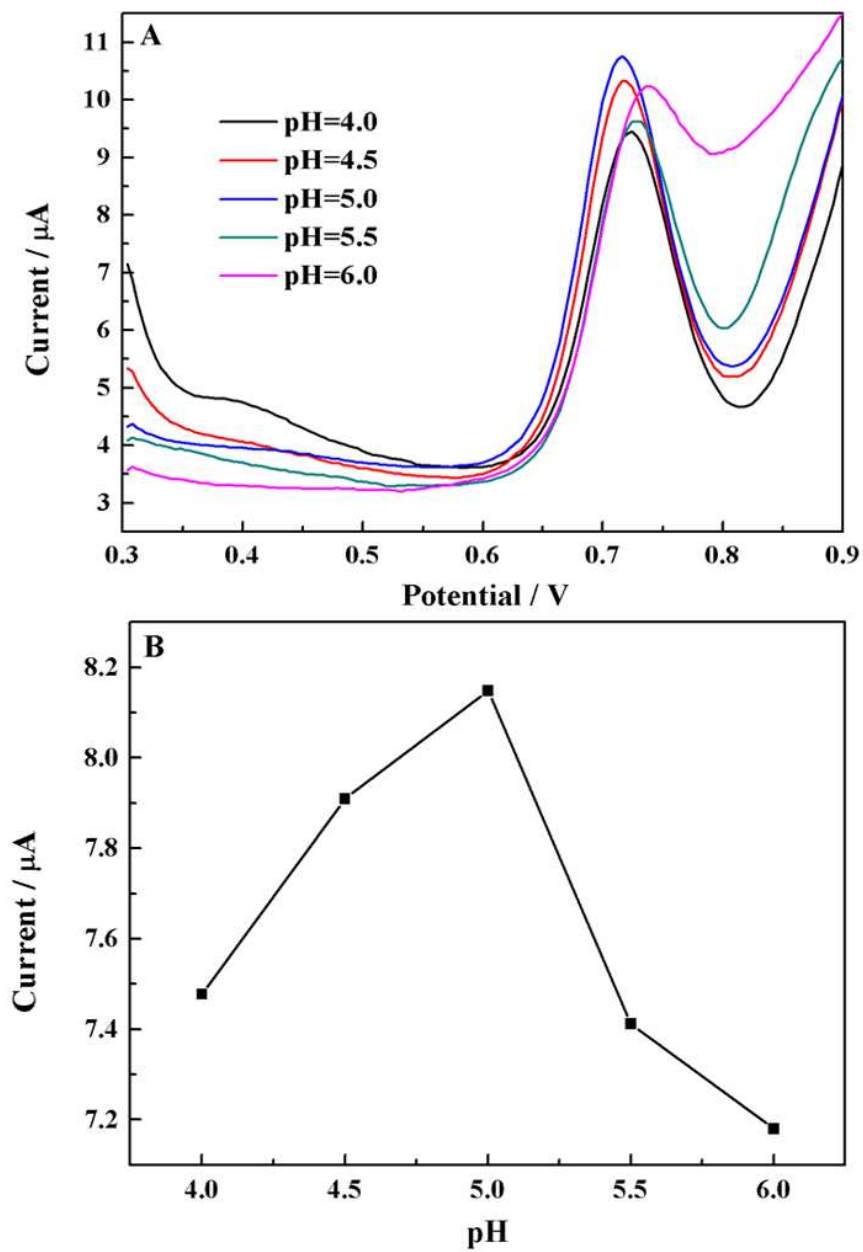 A
11
10
9
8
7
6
5
4
3
Current / μA
pH=4.0
pH=4.5
pH=5.0
pH=5.5
pH=6.0
0.3 0.4 0.5 0.6 0.7 0.8 0.9
Potential / V
B
8.2
8.0
7.8
7.6
7.4
7.2
Current / μA
4.0 4.5 5.0 5.5 6.0
pH